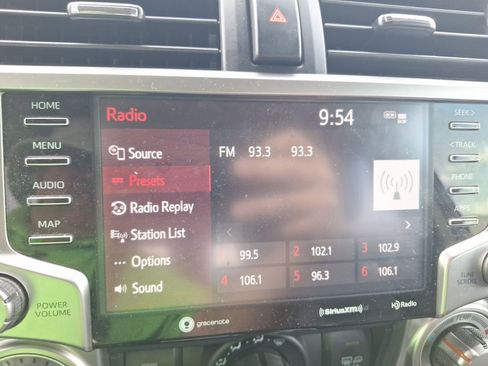 HOME
MENU
AUDIO
MAP
POWER
VOLUME
Radio
9:54
Source
Presets
Radio Replay
Station List
Options
Sound
FM 93.3 93.3
99.5 2 102.1 3 102.9
4 106.1 5 96.3 6 106.1
gracenote
SiriusXM
HD Radio
SEEK >
< TRACK
PHONE
APPS
TUNE
SCROLL